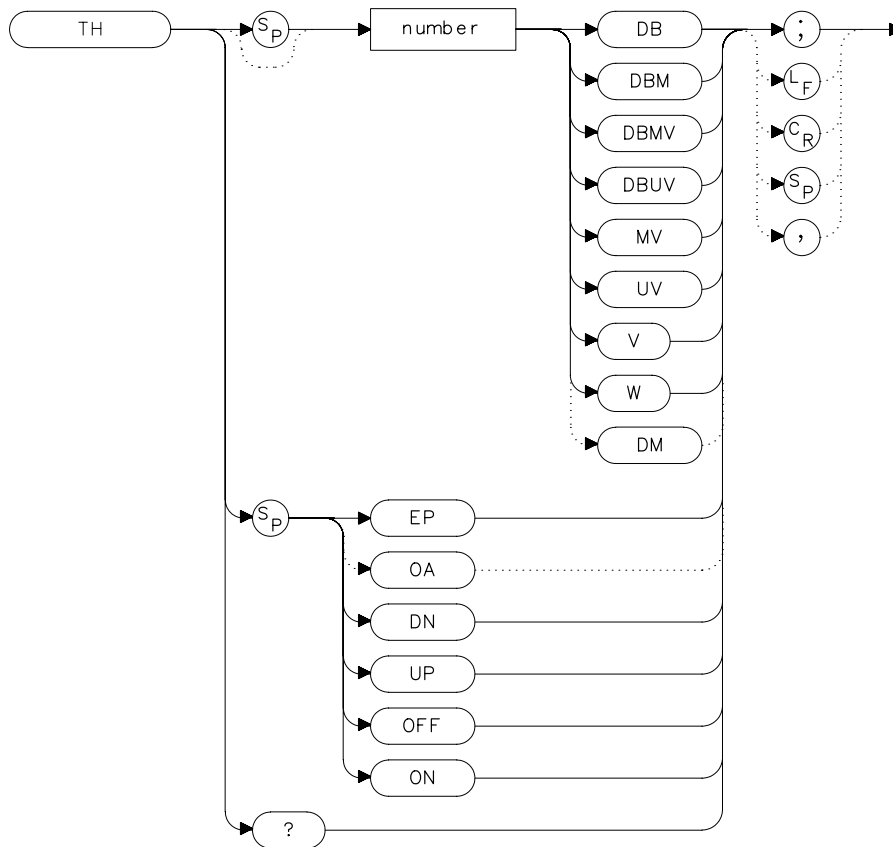 TH SP number DB ;
DBM LF
DBMV CR
DBUV SP
MV ,
UV
V
W
DM
SP EP
OA
DN
UP
OFF
ON
?